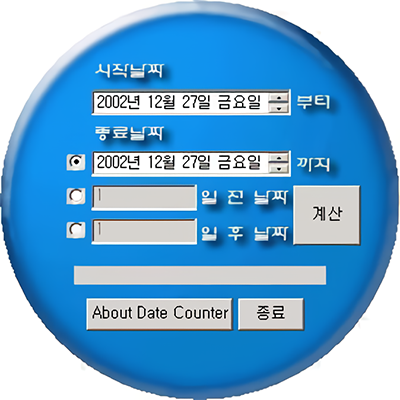 시작날짜
2002년 12월 27일 금요일 부터
종료날짜
2002년 12월 27일 금요일 까지
1 일 전 날짜
1 일 후 날짜
계산
About Date Counter 종료